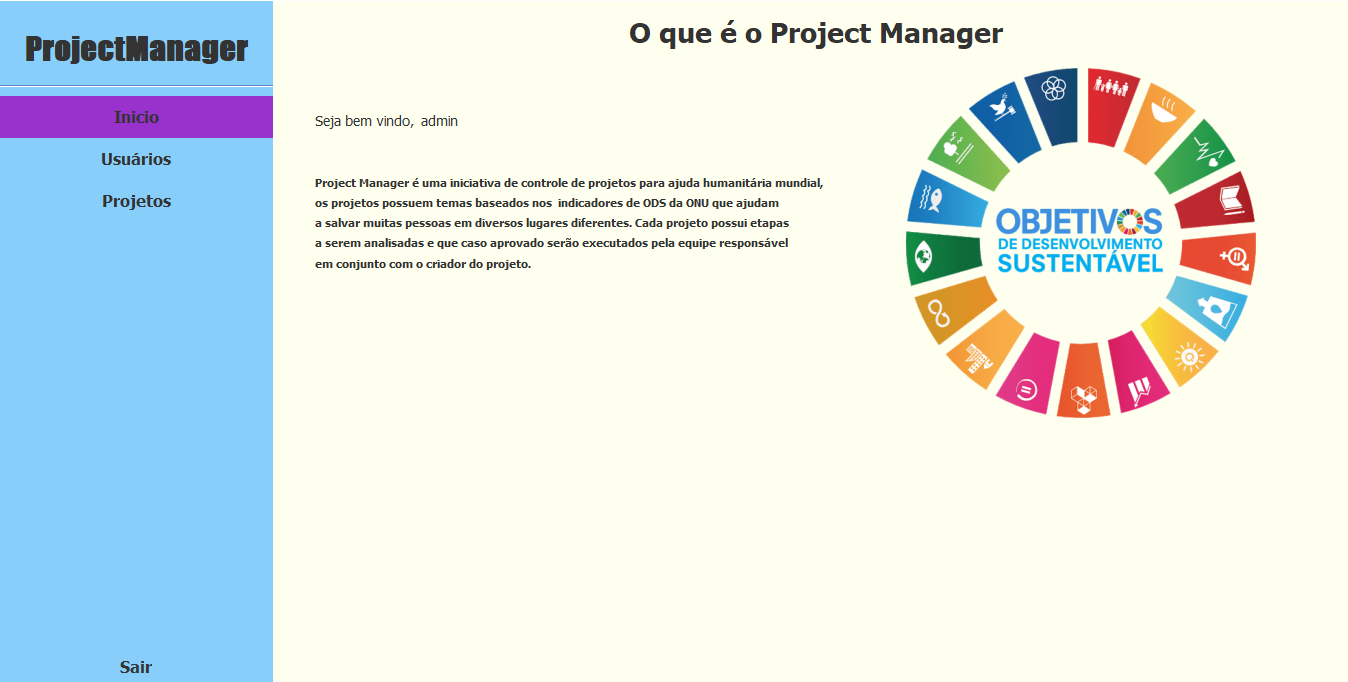 ProjectManager
Inicio
Usuários
Projetos
Sair
O que é o Project Manager
Seja bem vindo, admin
Project Manager é uma iniciativa de controle de projetos para ajuda humanitária mundial,
os projetos possuem temas baseados nos indicadores de ODS da ONU que ajudam
a salvar muitas pessoas em diversos lugares diferentes. Cada projeto possui etapas
a serem analisadas e que caso aprovado serão executados pela equipe responsável
em conjunto com o criador do projeto.
OBJETIVOS
DE DESENVOLVIMENTO
SUSTENTÁVEL